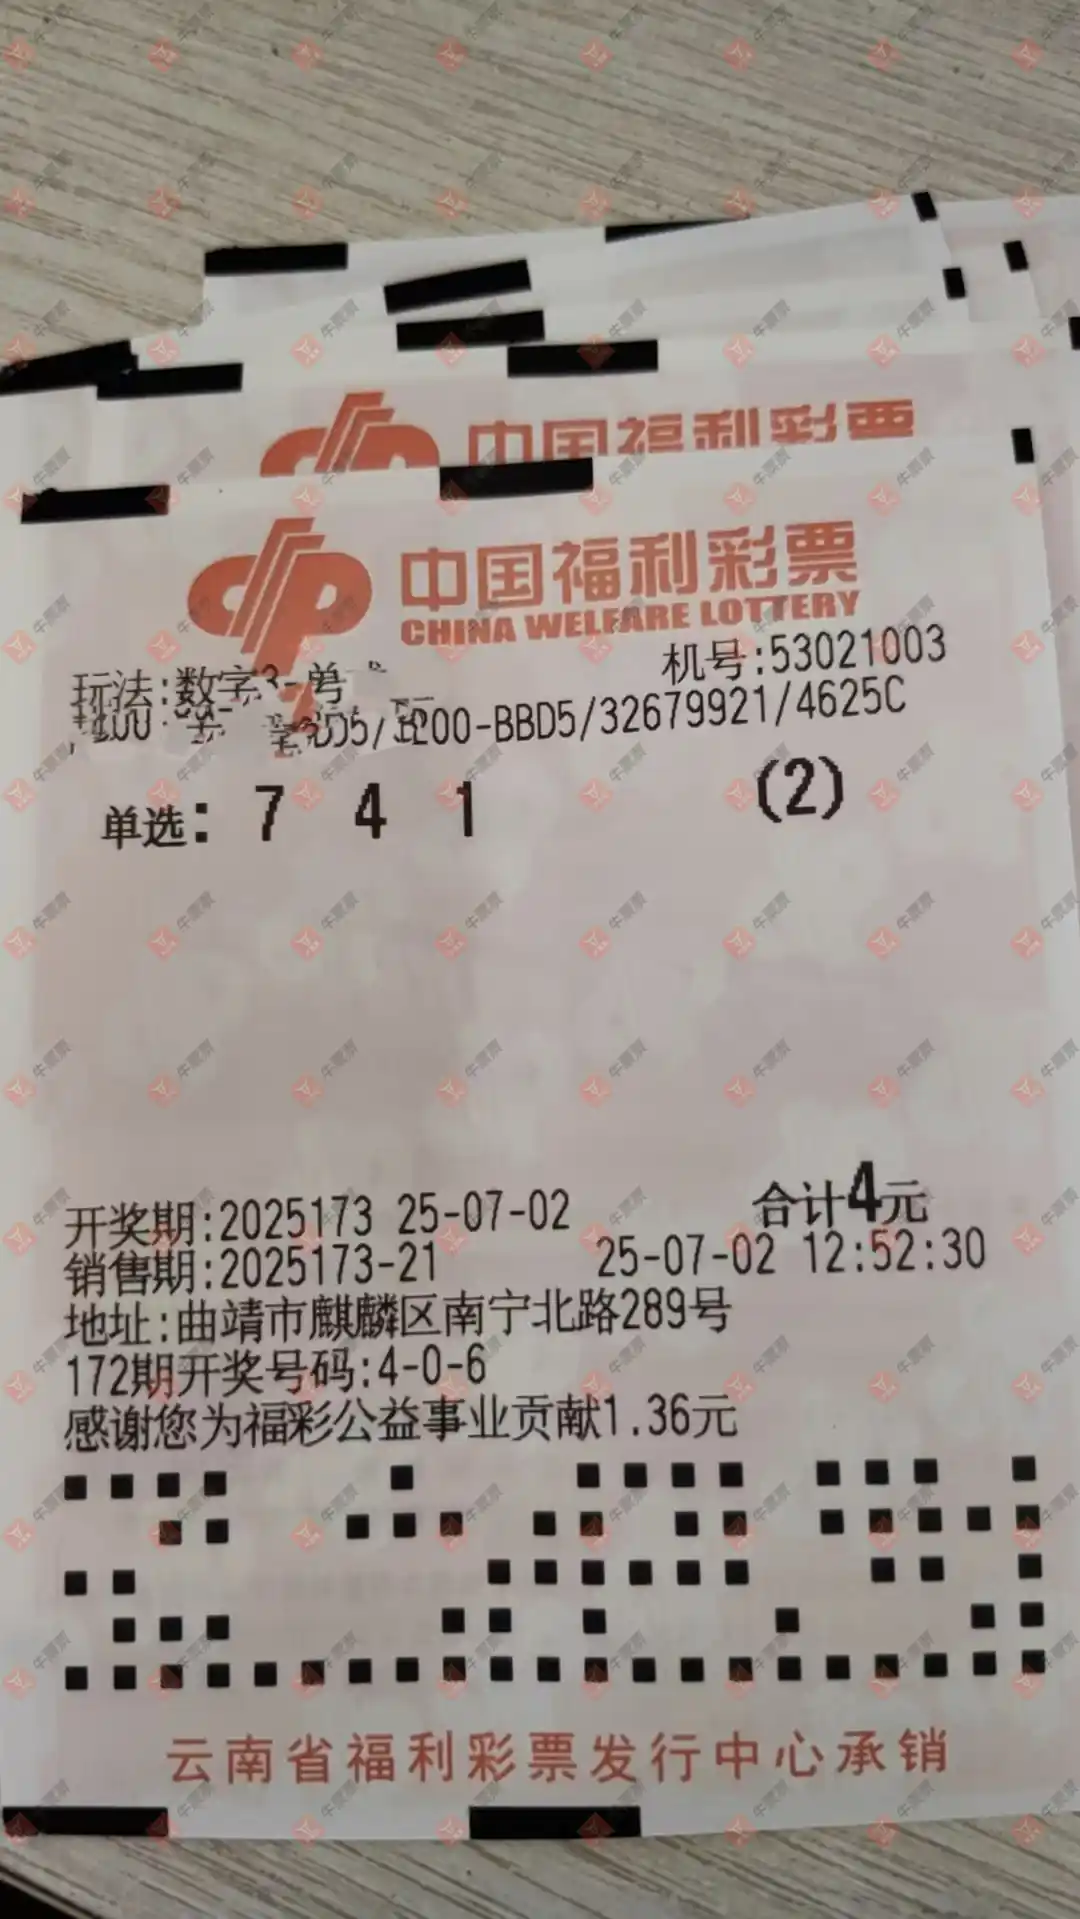 中国福利彩票
中国福利彩票
CHINA WELFARE LOTTERY
机号:53021003
玩法:数字3-单
00-BBD5/32679921/4625C
单选: 7 4 1 (2)
开奖期:2025173 25-07-02 合计4元
销售期:2025173-21 25-07-02 12:52:30
地址:曲靖市麒麟区南宁北路289号
172期开奖号码:4-0-6
感谢您为福彩公益事业贡献1.36元
云南省福利彩票发行中心承销
牛票票